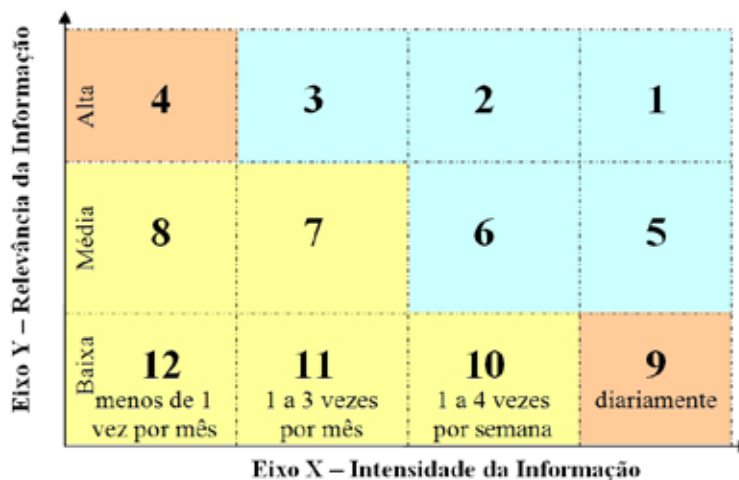 Eixo Y – Relevância da Informação
Alta
4
3
2
1
Média
8
7
6
5
Baixa
12
11
10
9
menos de 1
vez por mês
1 a 3 vezes
por mês
1 a 4 vezes
por semana
diariamente
Eixo X – Intensidade da Informação